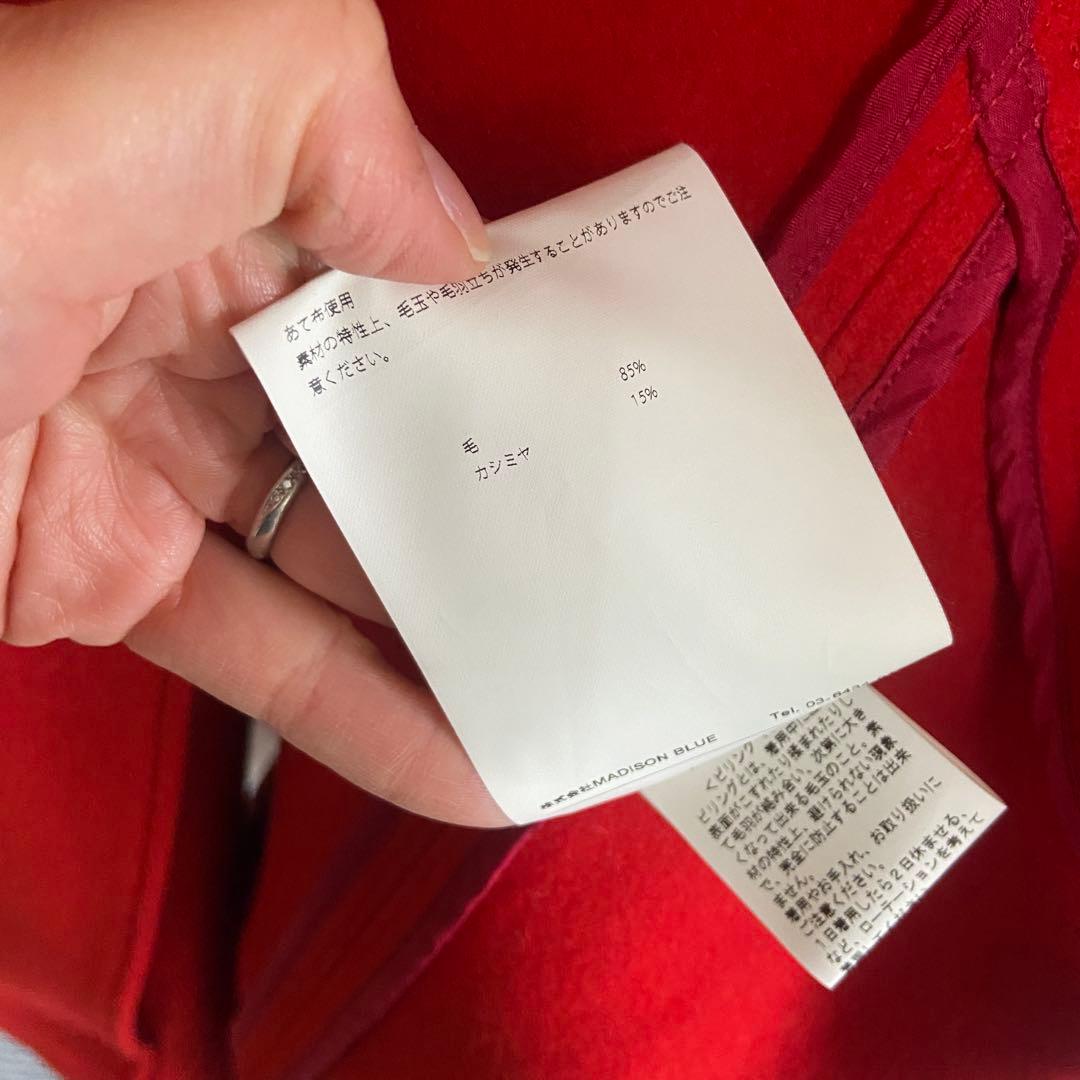 あて布使用
素材の特性上、毛玉や毛羽立ちが発生することがありますのでご注
意ください。
毛 85%
カシミヤ 15%
株式会社MADISON BLUE Tel. 03-643
くピリング
ピリングとは、着用中に
表面がこすれたり揉まれたりし
て毛羽が絡み合い、次第に大き
くなって出来る毛玉のこと。素
材の特性上、避けられない現象
で、完全に防止することは出来
ません。
着用やお手入れ、お取り扱いに
ご注意ください。
1日着用したら2日休ませる、
など、ローテーションを考えて